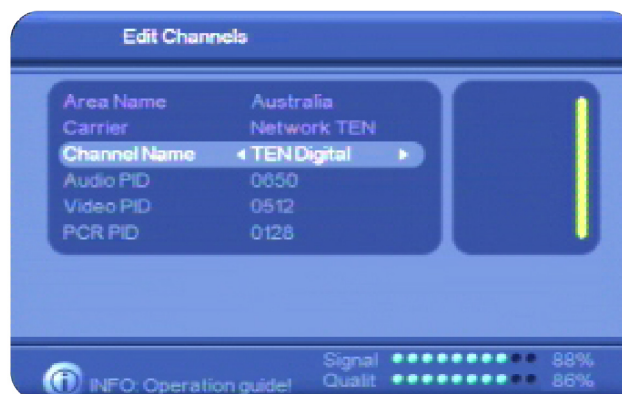 Edit Channels
Area Name Australia
Carrier Network TEN
Channel Name TEN Digital
Audio PID 0650
Video PID 0512
PCR PID 0128
Signal 88%
INFO: Operation guide! Qualit 86%